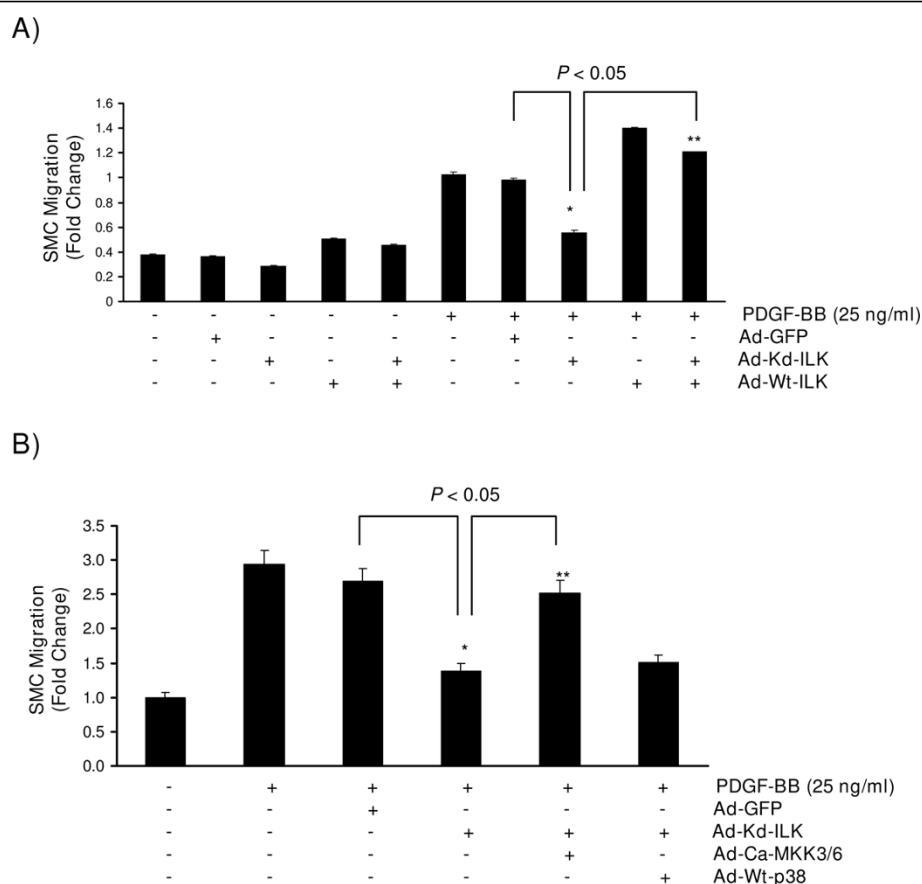 A)
P < 0.05
SMC Migration
(Fold Change)
1.6
1.4
1.2
1
0.8
0.6
0.4
0.2
0
*
**
- - - - - + + + + + PDGF-BB (25 ng/ml)
- + - - - - + - - - Ad-GFP
- - + - + - - + - + Ad-Kd-ILK
- - - + + - - - + + Ad-Wt-ILK
B)
P < 0.05
SMC Migration
(Fold Change)
3.5
3.0
2.5
2.0
1.5
1.0
0.5
0.0
*
**
- + + + + + PDGF-BB (25 ng/ml)
- - + - - - Ad-GFP
- - - + + + Ad-Kd-ILK
- - - - + - Ad-Ca-MKK3/6
- - - - - + Ad-Wt-p38